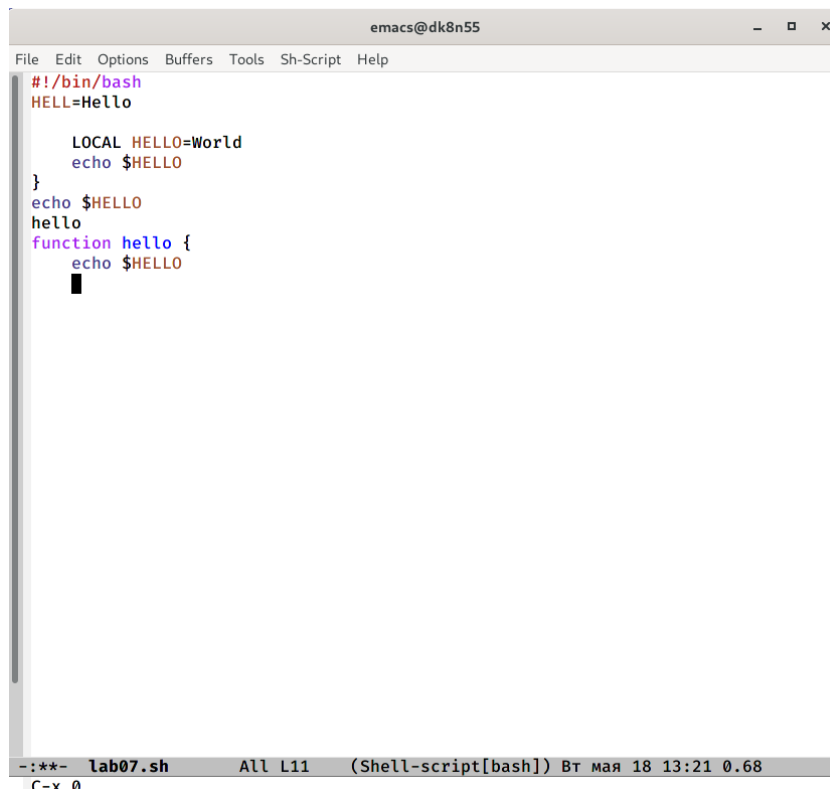 emacs@dk8n55
File Edit Options Buffers Tools Sh-Script Help
#!/bin/bash
HELL=Hello
LOCAL HELLO=World
echo $HELLO
}
echo $HELLO
hello
function hello {
echo $HELLO
-:**- lab07.sh All L11 (Shell-script[bash]) Вт мая 18 13:21 0.68
C-x 0